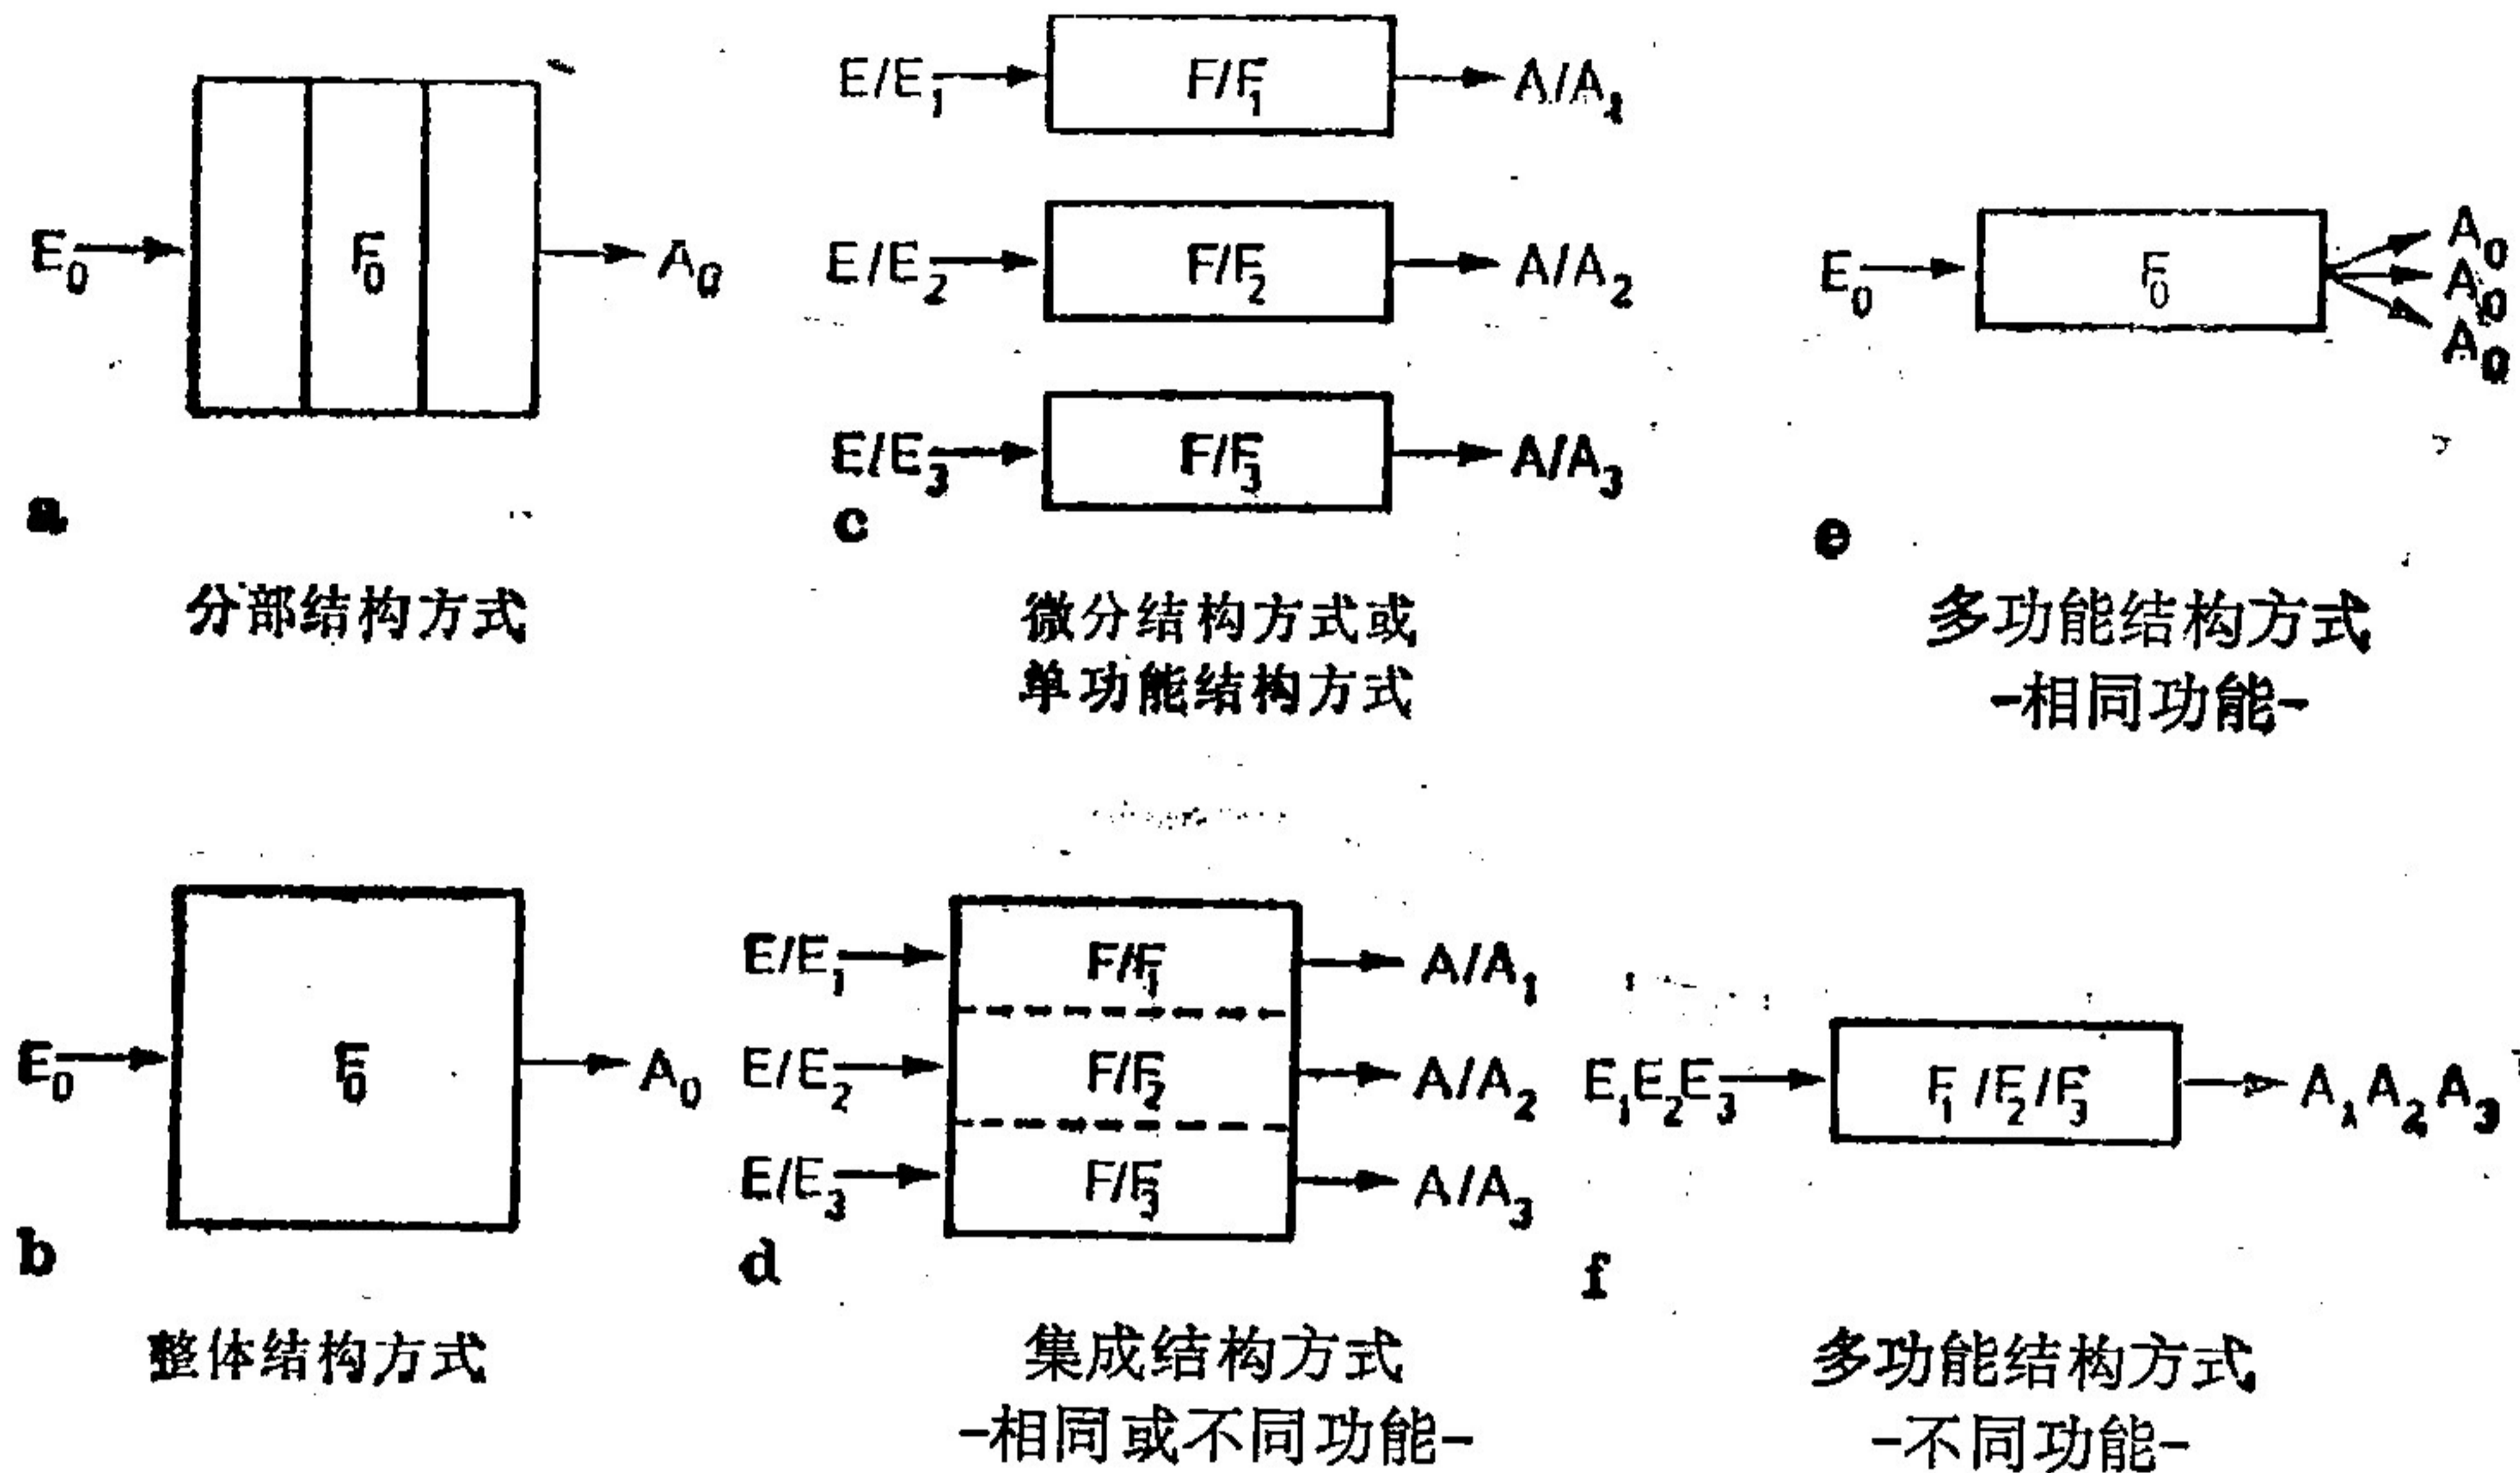 E0 F0 A0
a
分部结构方式
E/E1 F/F1 A/A1
E/E2 F/F2 A/A2
E/E3 F/F3 A/A3
c
微分结构方式或
单功能结构方式
E0 F0 A0
A0
A0
e
多功能结构方式
-相同功能-
E0 F0 A0
b
整体结构方式
E/E1 F/F1 A/A1
E/E2 F/F2 A/A2
E/E3 F/F3 A/A3
d
集成结构方式
-相同或不同功能-
E1E2E3 F1/F2/F3 A1A2A3
f
多功能结构方式
-不同功能-